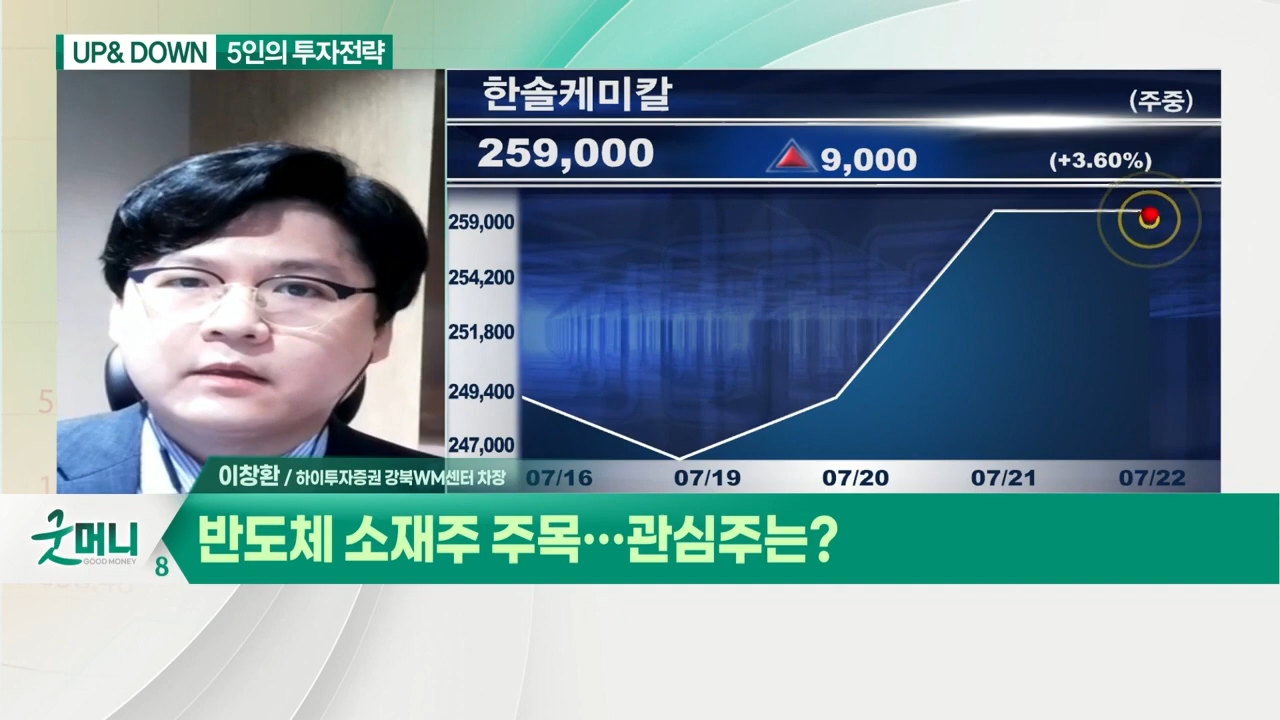 UP& DOWN 5인의 투자전략
한솔케미칼 (주중)
259,000 ▲ 9,000 (+3.60%)
259,000
254,200
251,800
249,400
247,000
07/16 07/19 07/20 07/21 07/22
이창환 / 하이투자증권 강북WM센터 차장
굿머니
GOOD MONEY
8
반도체 소재주 주목…관심주는?
5
1